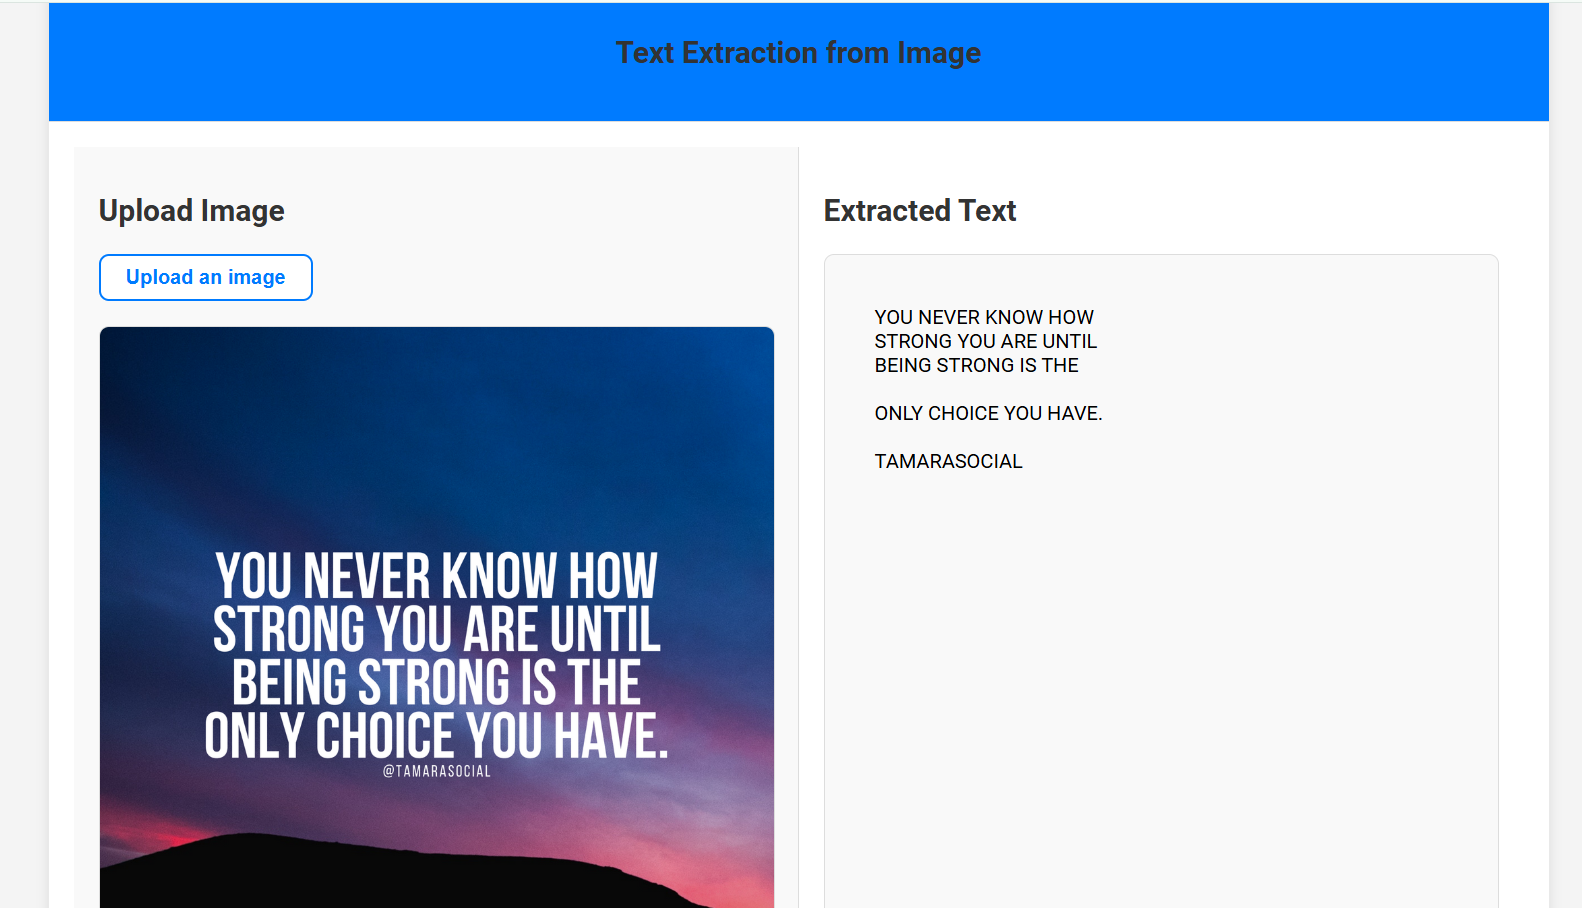 Text Extraction from Image
Upload Image
Upload an image
YOU NEVER KNOW HOW
STRONG YOU ARE UNTIL
BEING STRONG IS THE
ONLY CHOICE YOU HAVE.
@TAMARASOCIAL
Extracted Text
YOU NEVER KNOW HOW
STRONG YOU ARE UNTIL
BEING STRONG IS THE
ONLY CHOICE YOU HAVE.
TAMARASOCIAL